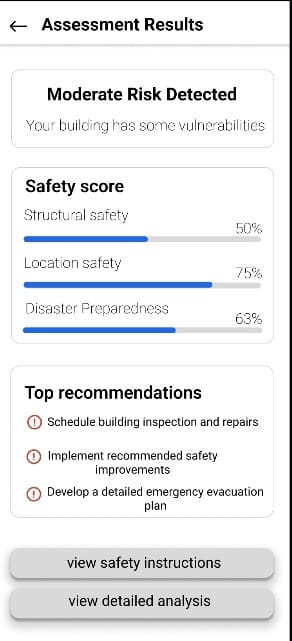 Assessment Results
Moderate Risk Detected
Your building has some vulnerabilities
Safety score
Structural safety
50%
Location safety
75%
Disaster Preparedness
63%
Top recommendations
Schedule building inspection and repairs
Implement recommended safety
improvements
Develop a detailed emergency evacuation
plan
view safety instructions
view detailed analysis